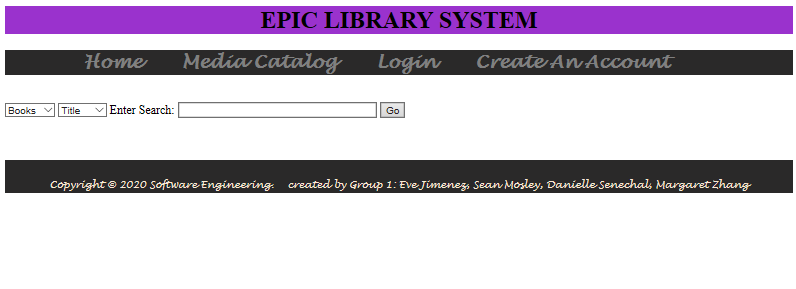 EPIC LIBRARY SYSTEM
Home Media Catalog Login Create An Account
Books Title Enter Search: Go
Copyright © 2020 Software Engineering. created by Group 1: Eve Jimenez, Sean Mosley, Danielle Senechal, Margaret Zhang